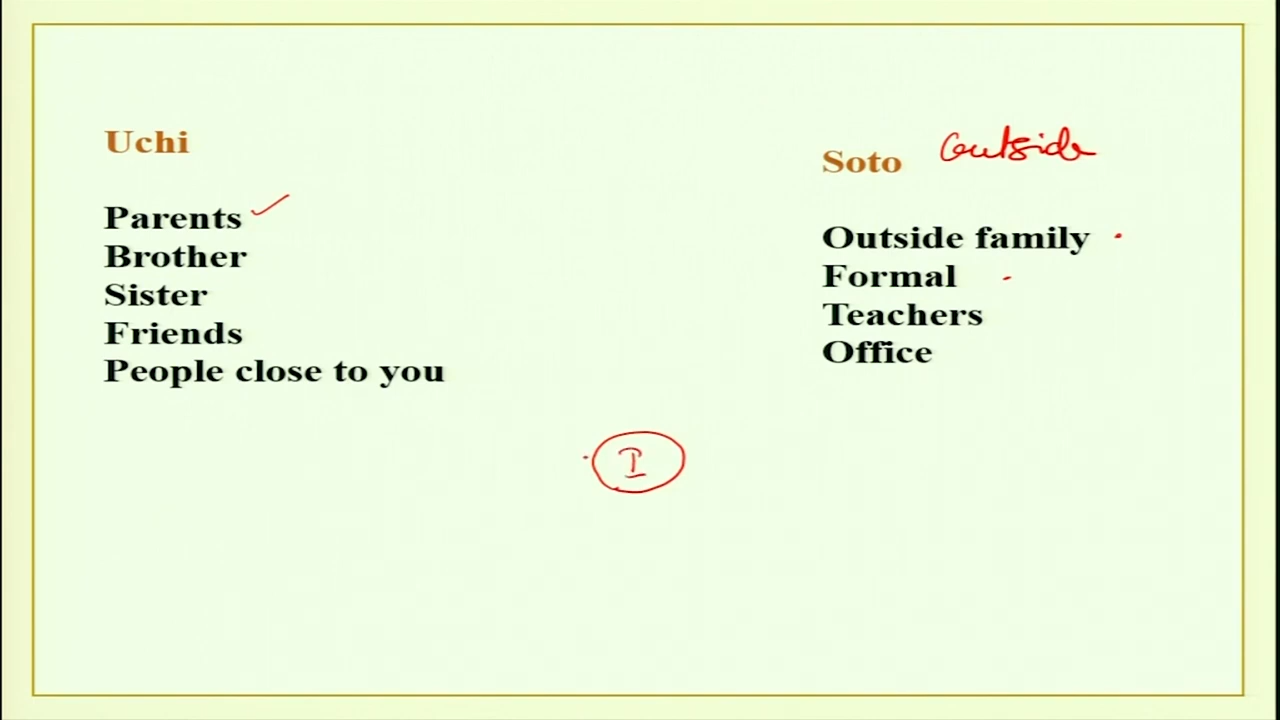 Uchi
Parents
Brother
Sister
Friends
People close to you
Soto outside
Outside family
Formal
Teachers
Office
I